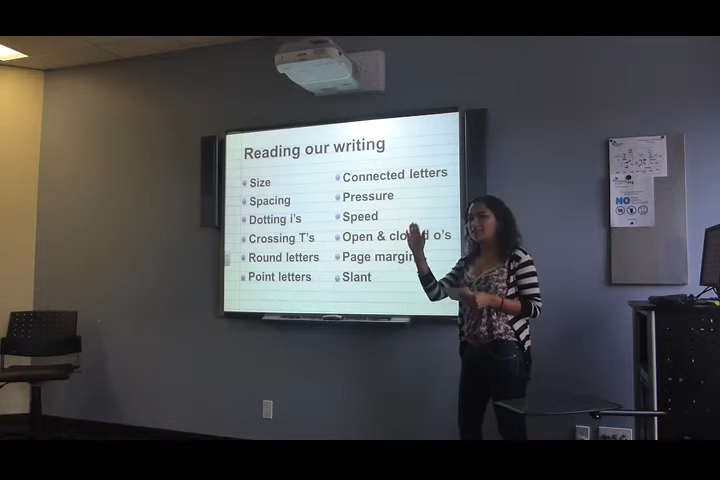 Reading our writing
Size
Spacing
Dotting i's
Crossing T's
Round letters
Point letters
Connected letters
Pressure
Speed
Open & closed o's
Page margin
Slant
NO